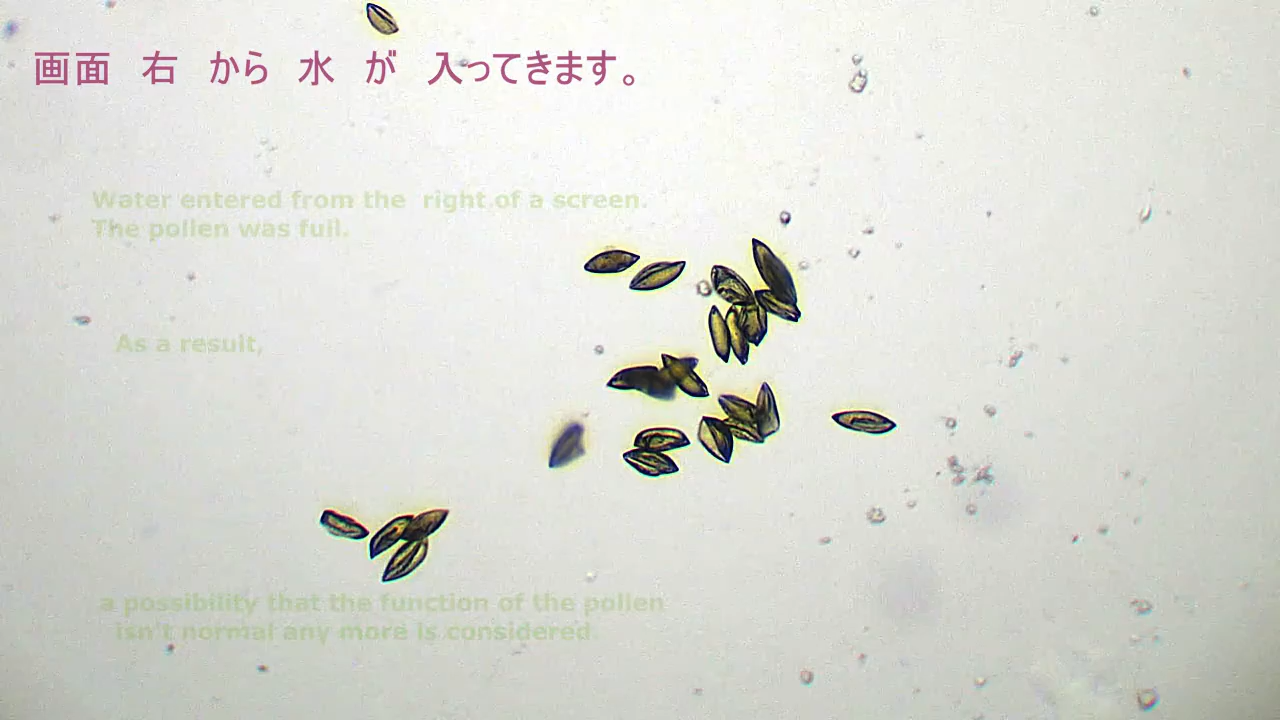 画面 右 から 水 が 入ってきます。
Water entered from the right of a screen.
The pollen was full.
As a result,
a possibility that the function of the pollen
isn't normal any more is considered.